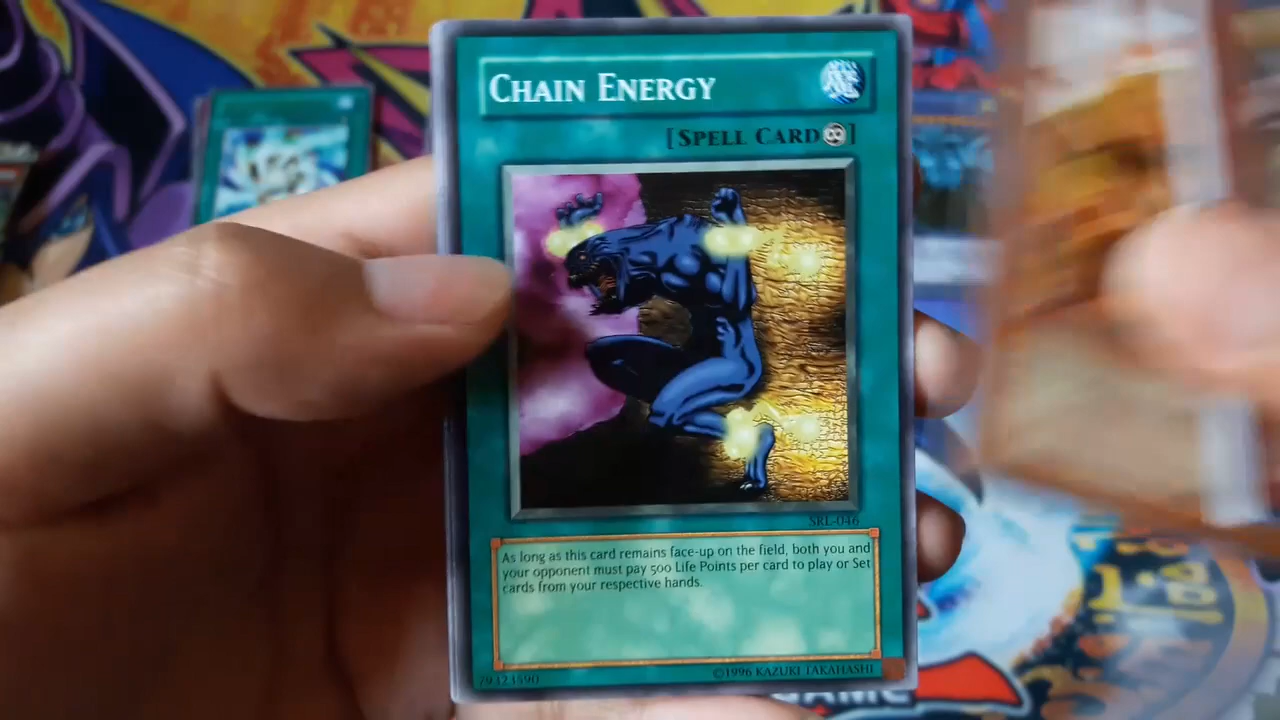 CHAIN ENERGY
[SPELL CARD]
SRL-046
As long as this card remains face-up on the field, both you and
your opponent must pay 500 Life Points per card to play or Set
cards from your respective hands.
79323590
©1996 KAZUKI TAKAHASHI
GAME